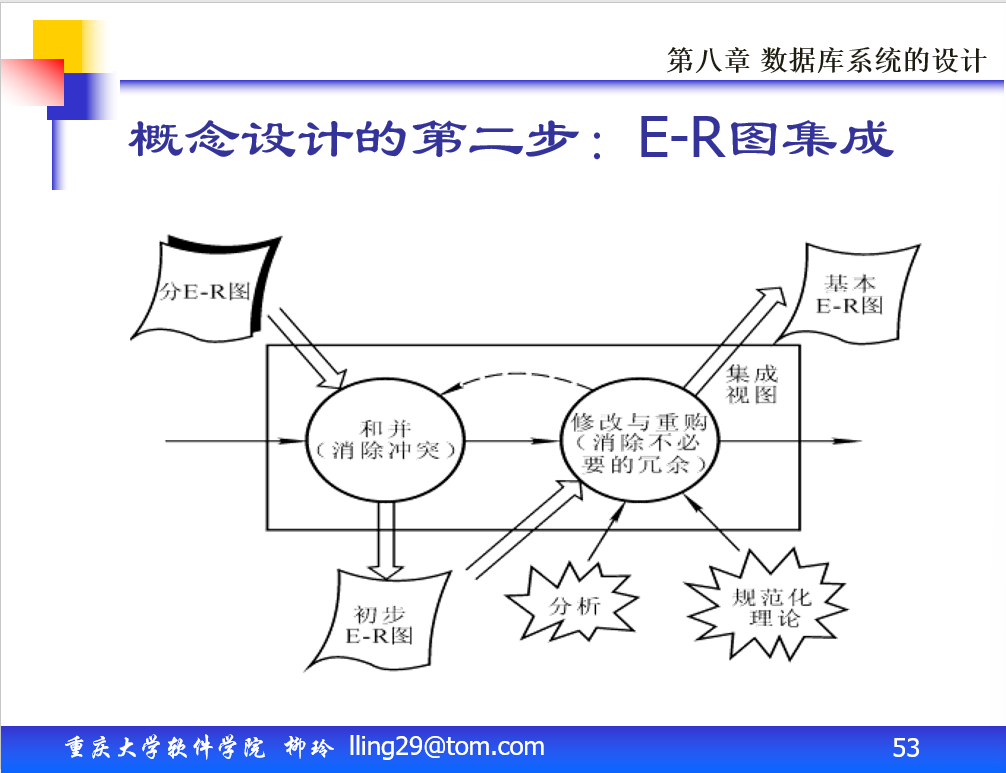 第八章 数据库系统的设计
概念设计的第二步：E-R图集成
分E-R图
基本
E-R图
集成
视图
和并
（消除冲突）
修改与重购
（消除不必
要的冗余）
初步
E-R图
分析
规范化
理论
重庆大学软件学院 柳玲 lling29@tom.com
53